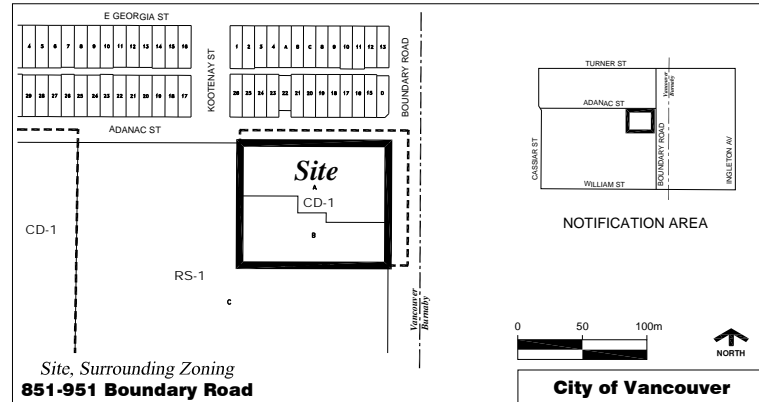 E GEORGIA ST
4 5 6 7 8 9 10 11 12 13 14 15 16
1 2 3 4 A B C 8 9 10 11 12 13
KOOTENAY ST
BOUNDARY ROAD
29 28 27 26 25 24 23 22 21 20 19 18 17
26 25 24 23 22 21 20 19 18 17 16 15 D
ADANAC ST
Site
A
CD-1
B
CD-1
RS-1
C
Vancouver
Burnaby
Site, Surrounding Zoning
851-951 Boundary Road
TURNER ST
Vancouver
Burnaby
ADANAC ST
CASSIAR ST
BOUNDARY ROAD
INGLETON AV
WILLIAM ST
NOTIFICATION AREA
0 50 100m
NORTH
City of Vancouver